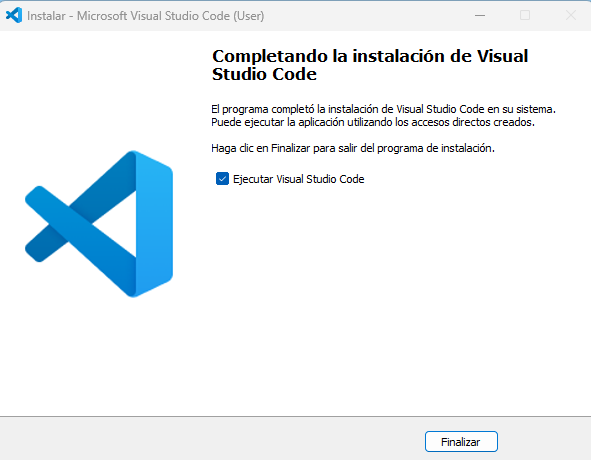 Instalar - Microsoft Visual Studio Code (User)
Completando la instalación de Visual
Studio Code
El programa completó la instalación de Visual Studio Code en su sistema.
Puede ejecutar la aplicación utilizando los accesos directos creados.
Haga clic en Finalizar para salir del programa de instalación.
Ejecutar Visual Studio Code
Finalizar